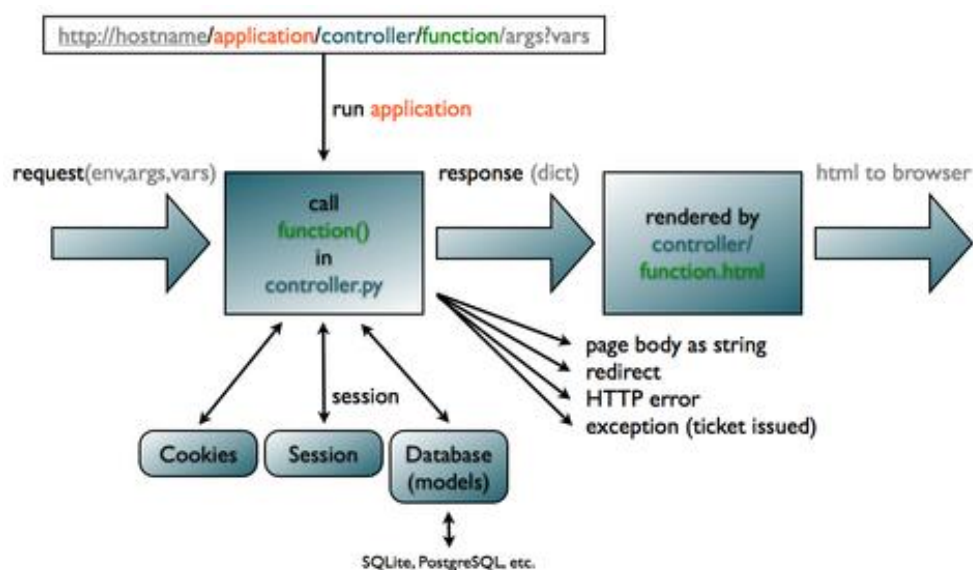 http://hostname/application/controller/function/args?vars
run application
request(env,args,vars)
call
function()
in
controller.py
response (dict)
rendered by
controller/
function.html
html to browser
page body as string
redirect
HTTP error
exception (ticket issued)
session
Cookies
Session
Database
(models)
SQLite, PostgreSQL, etc.